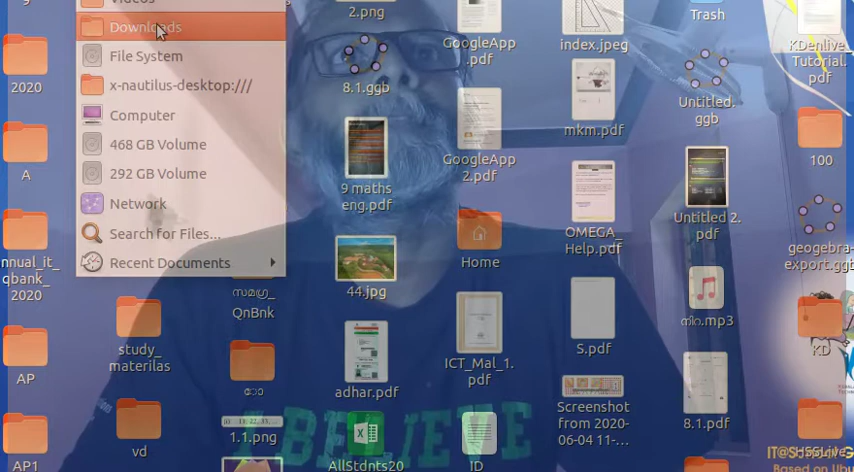 9
Videos
Downloads
File System
x-nautilus-desktop:///
Computer
468 GB Volume
292 GB Volume
Network
Search for Files...
Recent Documents
2020
A
nnual_it_
qbank_
2020
AP
AP1
study_
materilas
vd
സമഗ്ര_
QnBnk
ഠോ
1.1.png
2.png
8.1.ggb
9 maths
eng.pdf
44.jpg
adhar.pdf
AllStdnts20
GoogleApp
.pdf
GoogleApp
2.pdf
Home
ICT_Mal_1.
pdf
ID
index.jpeg
mkm.pdf
OMEGA_
Help.pdf
S.pdf
Screenshot
from 2020-
06-04 11-...
Trash
Untitled.
ggb
Untitled 2.
pdf
നിറ.mp3
8.1.pdf
KDenlive_
Tutorial.
pdf
100
geogebra-
export.ggt
KD
I BELIEVE
Based on Ubu